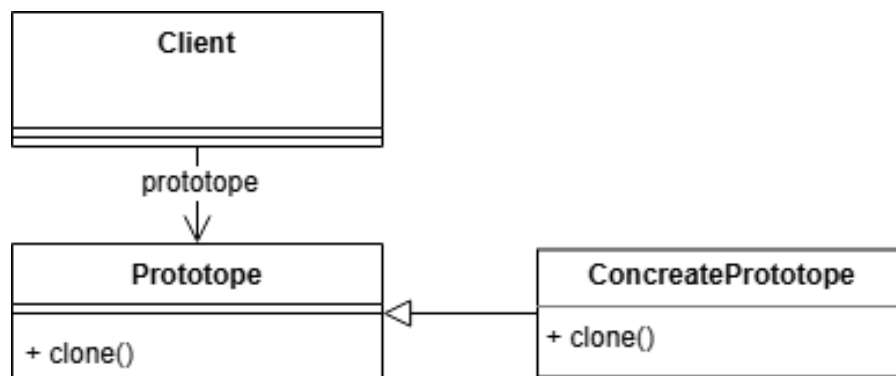 Client
prototope
Prototope
+ clone()
ConcreatePrototope
+ clone()